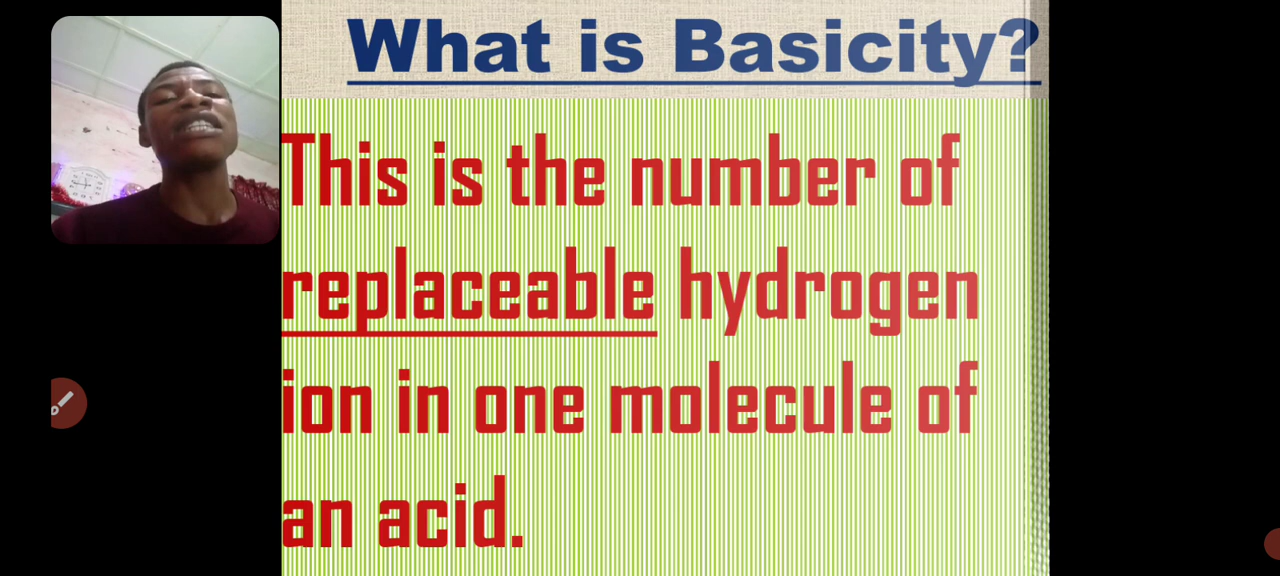 What is Basicity?
This is the number of
replaceable hydrogen
ion in one molecule of
an acid.